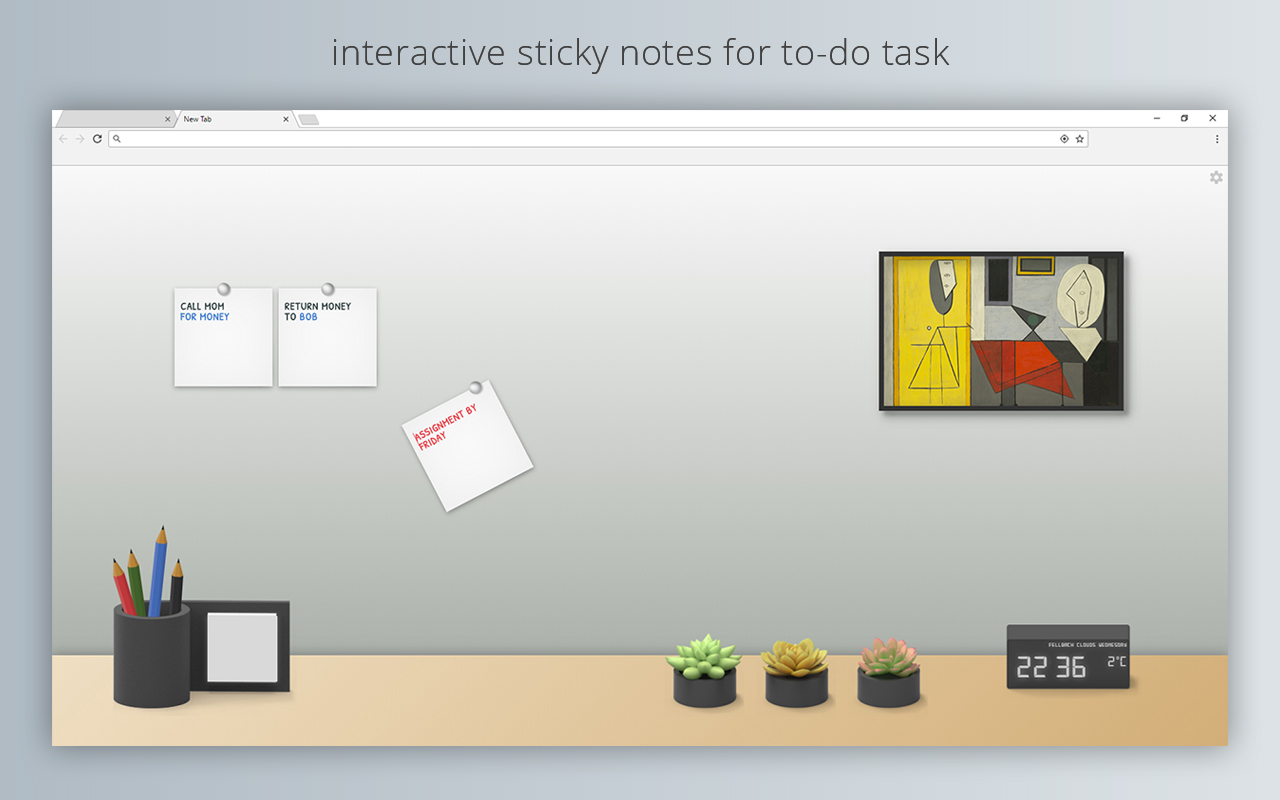 interactive sticky notes for to-do task
New Tab
CALL MOM
FOR MONEY
RETURN MONEY
TO BOB
ASSIGNMENT BY
FRIDAY
CLOUDS WEDNESDAY
22 36
2°C